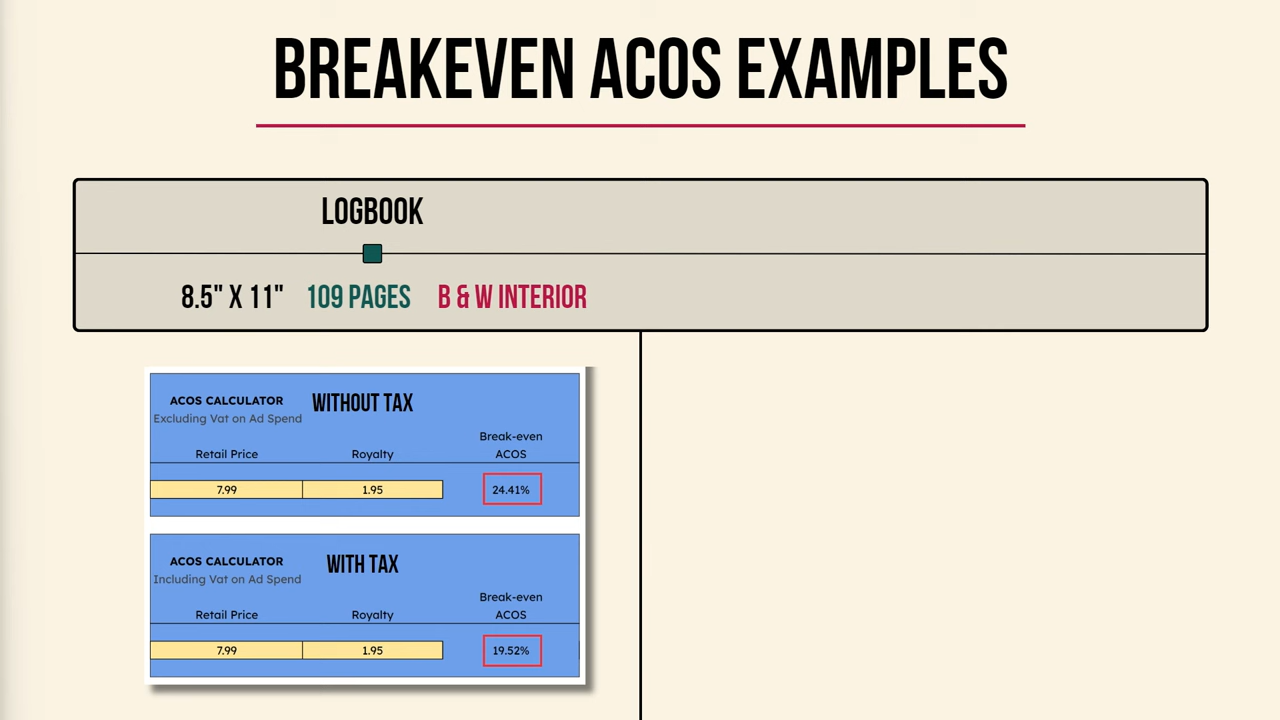 BREAKEVEN ACOS EXAMPLES
LOGBOOK
8.5" X 11" 109 PAGES B & W INTERIOR
ACOS CALCULATOR WITHOUT TAX
Excluding Vat on Ad Spend
Break-even
Retail Price Royalty ACOS
7.99 1.95 24.41%
ACOS CALCULATOR WITH TAX
Including Vat on Ad Spend
Break-even
Retail Price Royalty ACOS
7.99 1.95 19.52%